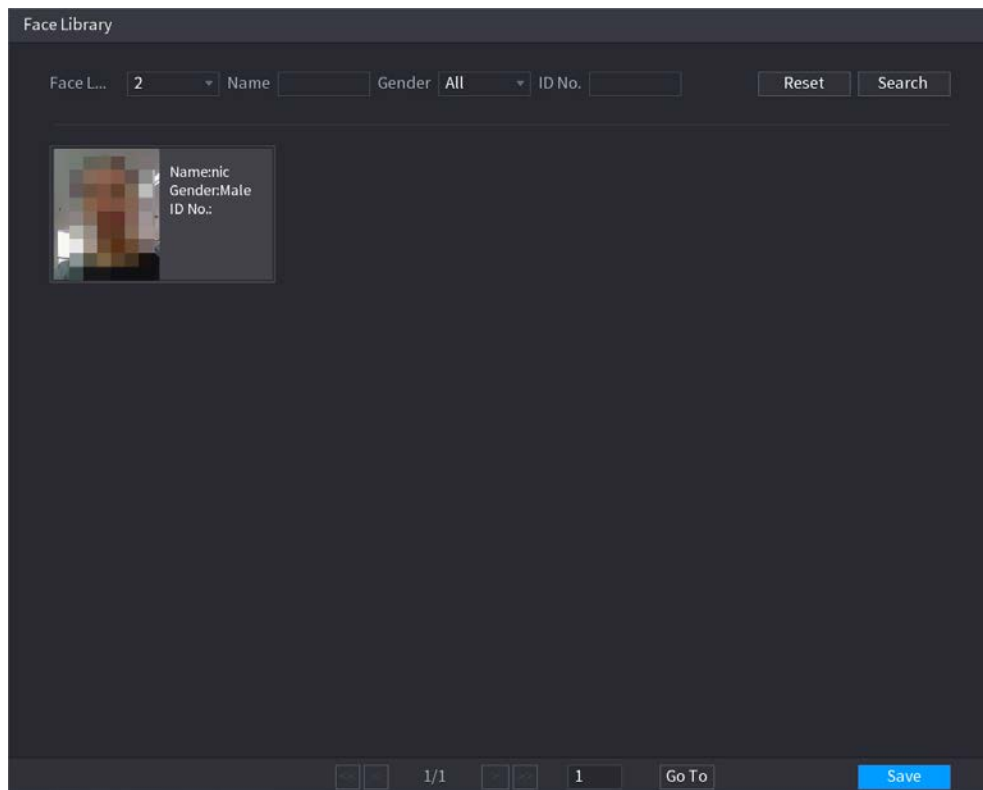 Face Library
Face L... 2 Name Gender All ID No. Reset Search
Name:nic
Gender:Male
ID No.:
1/1 1 Go To Save